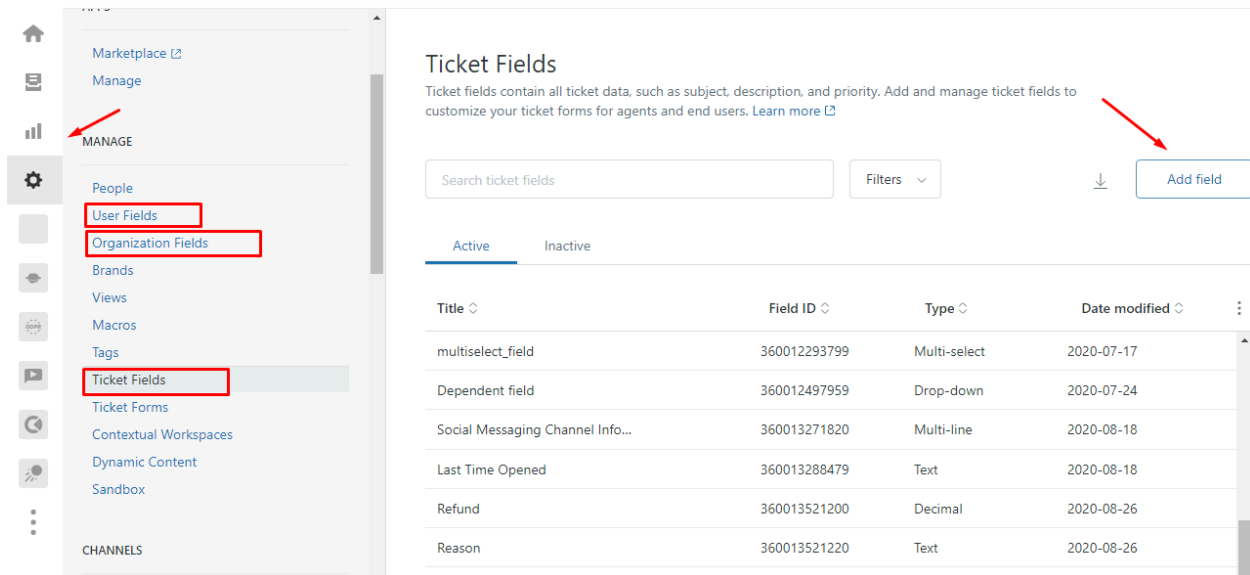 Marketplace
Manage
MANAGE
People
User Fields
Organization Fields
Brands
Views
Macros
Tags
Ticket Fields
Ticket Forms
Contextual Workspaces
Dynamic Content
Sandbox
CHANNELS
Ticket Fields
Ticket fields contain all ticket data, such as subject, description, and priority. Add and manage ticket fields to
customize your ticket forms for agents and end users. Learn more
Search ticket fields
Filters
Add field
Active Inactive
Title Field ID Type Date modified
multiselect_field 360012293799 Multi-select 2020-07-17
Dependent field 360012497959 Drop-down 2020-07-24
Social Messaging Channel Info... 360013271820 Multi-line 2020-08-18
Last Time Opened 360013288479 Text 2020-08-18
Refund 360013521200 Decimal 2020-08-26
Reason 360013521220 Text 2020-08-26